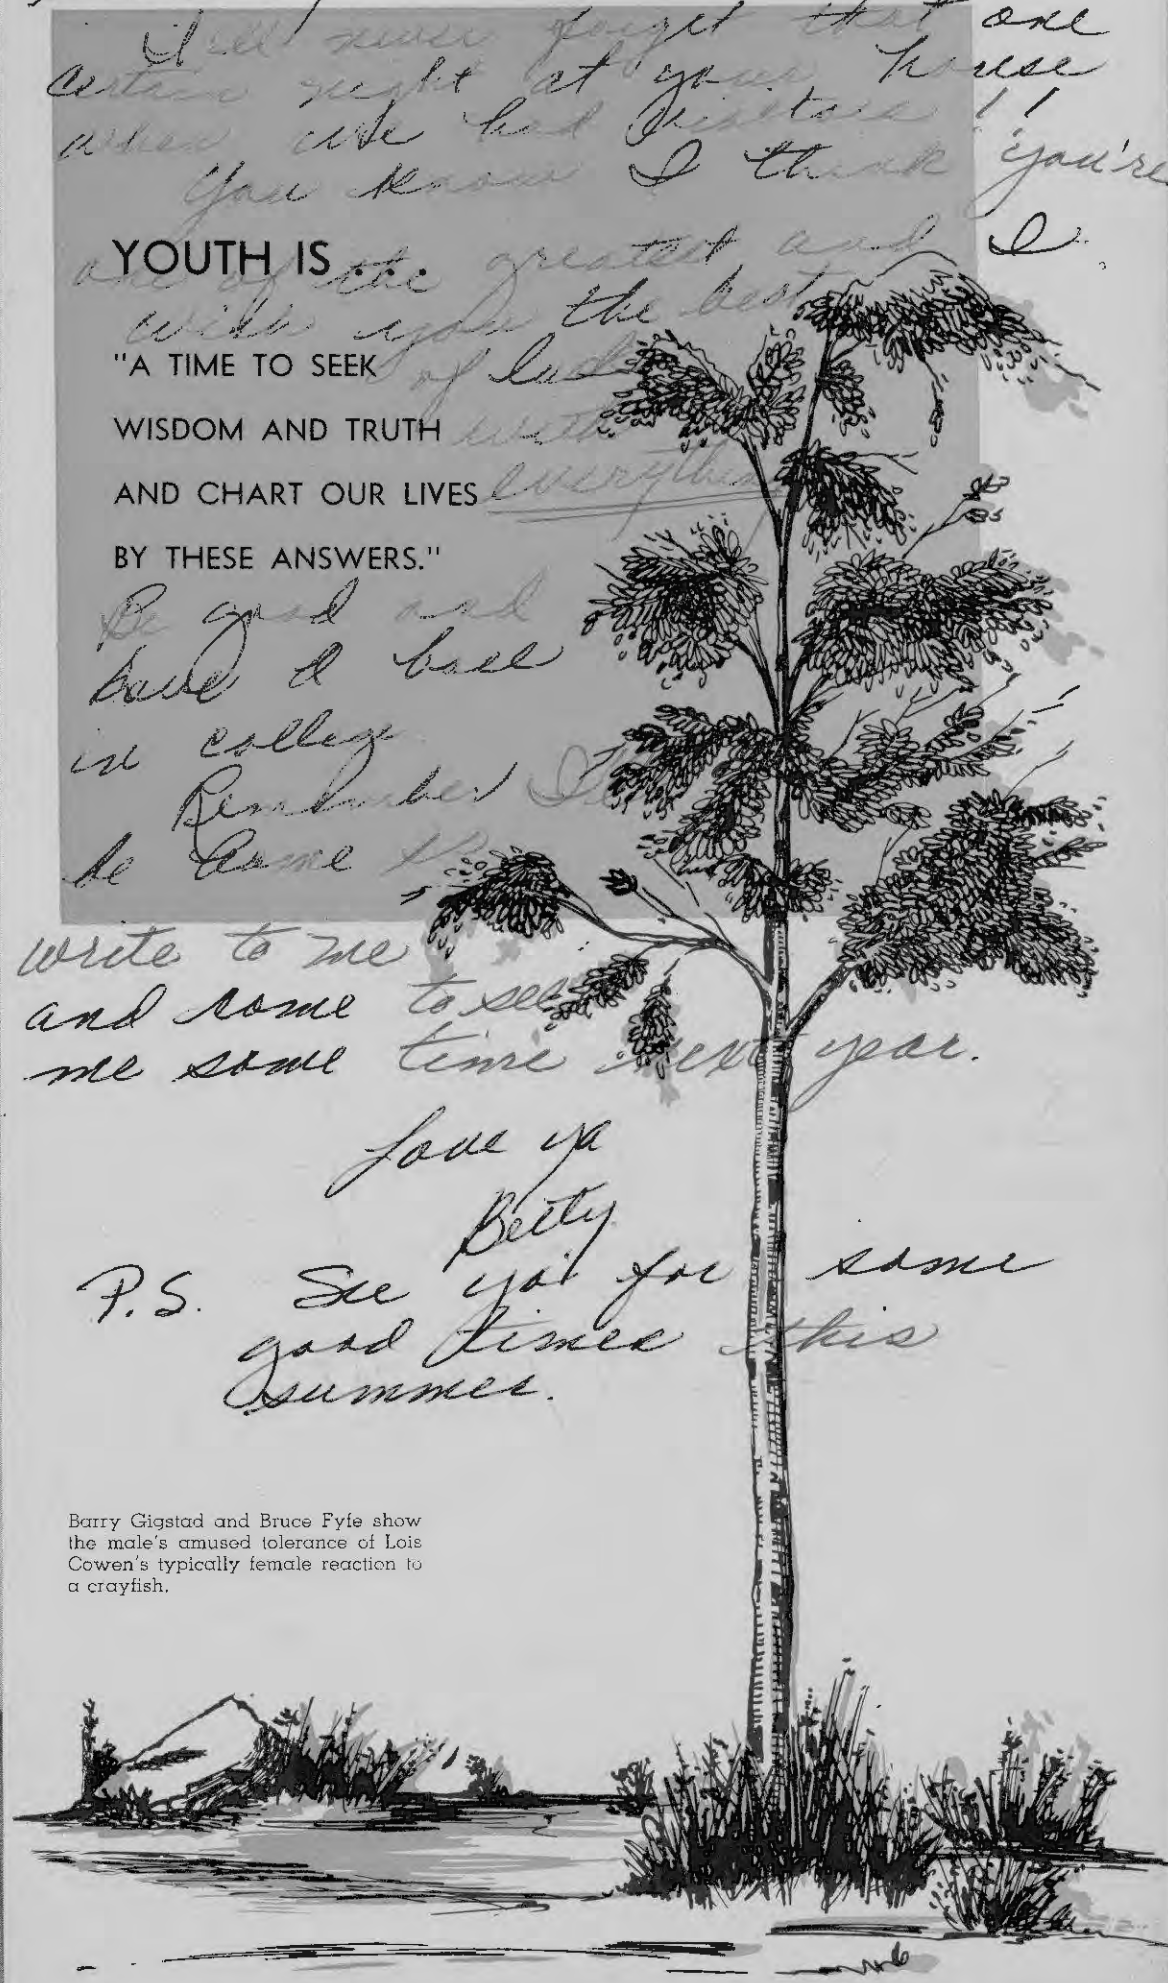 I'll never forget that one
certain night at your house
when we had visitors!!
You know I think you're
YOUTH IS . . .
one of the greatest and I
wish you the best
"A TIME TO SEEK
of luck
WISDOM AND TRUTH
with
AND CHART OUR LIVES
everything
BY THESE ANSWERS."
Be good and
have a ball
in college
Remember I'll
be home so
write to me
and come to see
me some time next year.
Love ya
Betty
P.S. See ya for some
good times this
summer.
Barry Gigstad and Bruce Fyfe show
the male's amused tolerance of Lois
Cowen's typically female reaction to
a crayfish.